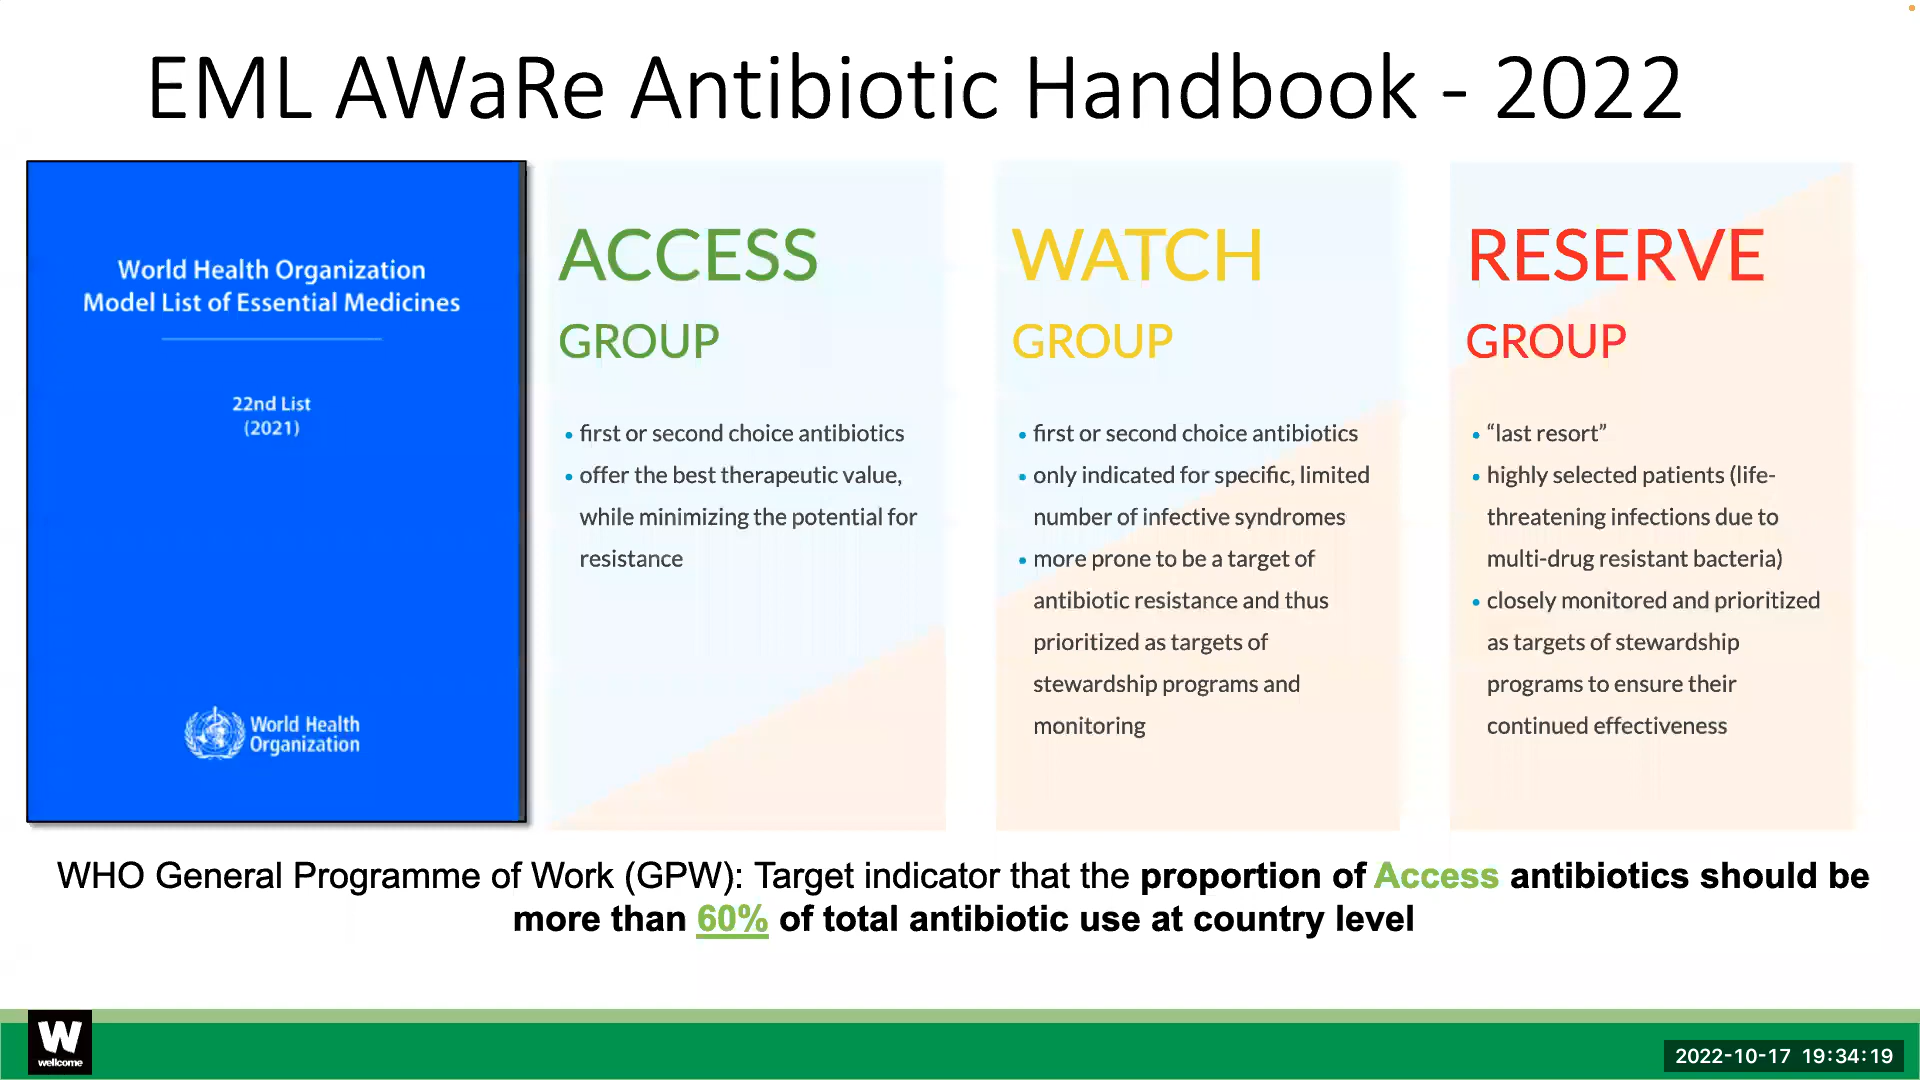 EML AWaRe Antibiotic Handbook - 2022
World Health Organization
Model List of Essential Medicines
22nd List
(2021)
World Health
Organization
ACCESS
GROUP
• first or second choice antibiotics
• offer the best therapeutic value,
while minimizing the potential for
resistance
WATCH
GROUP
• first or second choice antibiotics
• only indicated for specific, limited
number of infective syndromes
• more prone to be a target of
antibiotic resistance and thus
prioritized as targets of
stewardship programs and
monitoring
RESERVE
GROUP
• “last resort”
• highly selected patients (life-
threatening infections due to
multi-drug resistant bacteria)
• closely monitored and prioritized
as targets of stewardship
programs to ensure their
continued effectiveness
WHO General Programme of Work (GPW): Target indicator that the proportion of Access antibiotics should be
more than 60% of total antibiotic use at country level
W
wellcome
2022-10-17 19:34:19